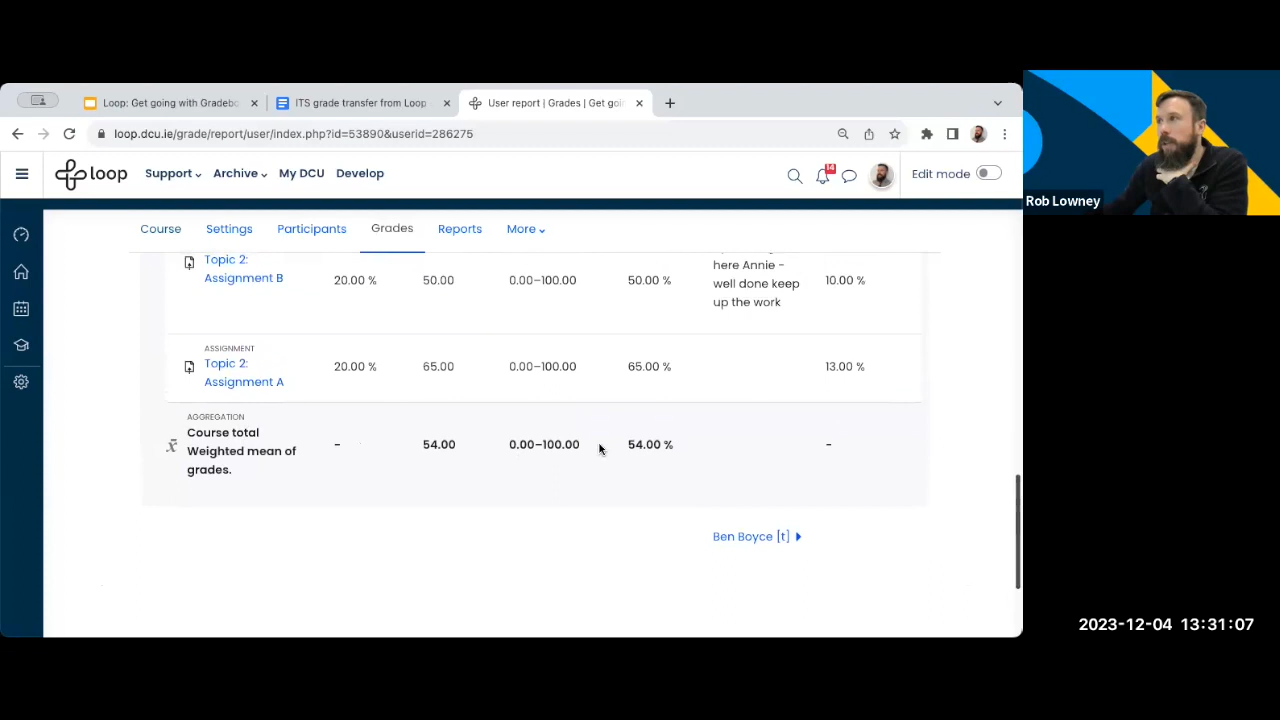 Loop: Get going with Gradebo
ITS grade transfer from Loop
User report | Grades | Get goi
loop.dcu.ie/grade/report/user/index.php?id=53890&userid=286275
loop
Support
Archive
My DCU
Develop
14
Edit mode
Rob Lowney
Course
Settings
Participants
Grades
Reports
More
Topic 2:
Assignment B
20.00 %
50.00
0.00–100.00
50.00 %
here Annie -
well done keep
up the work
10.00 %
ASSIGNMENT
Topic 2:
Assignment A
20.00 %
65.00
0.00–100.00
65.00 %
13.00 %
AGGREGATION
Course total
Weighted mean of
grades.
-
54.00
0.00–100.00
54.00 %
-
Ben Boyce [t]
2023-12-04 13:31:07